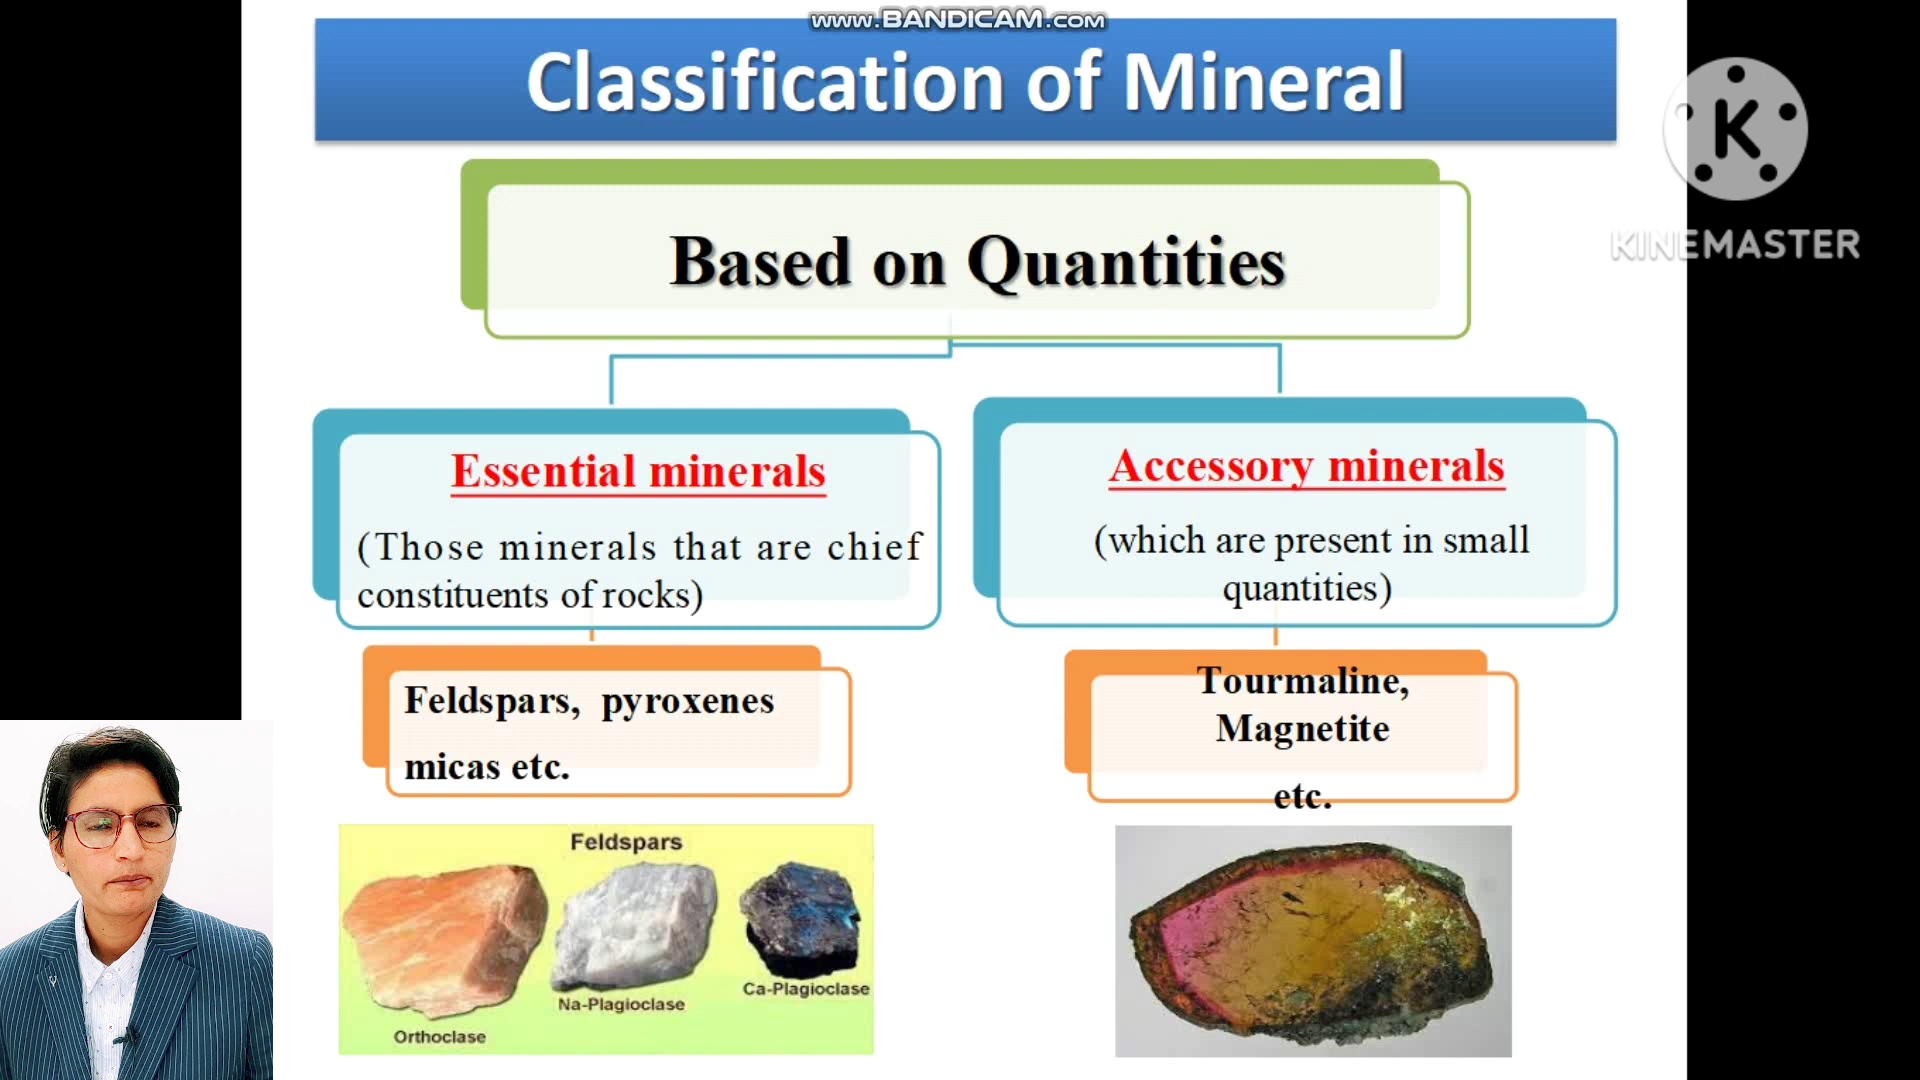 www.BANDICAM.com
Classification of Mineral
K
KINEMASTER
Based on Quantities
Essential minerals
(Those minerals that are chief
constituents of rocks)
Accessory minerals
(which are present in small
quantities)
Feldspars, pyroxenes
micas etc.
Tourmaline,
Magnetite
etc.
Feldspars
Orthoclase
Na-Plagioclase
Ca-Plagioclase